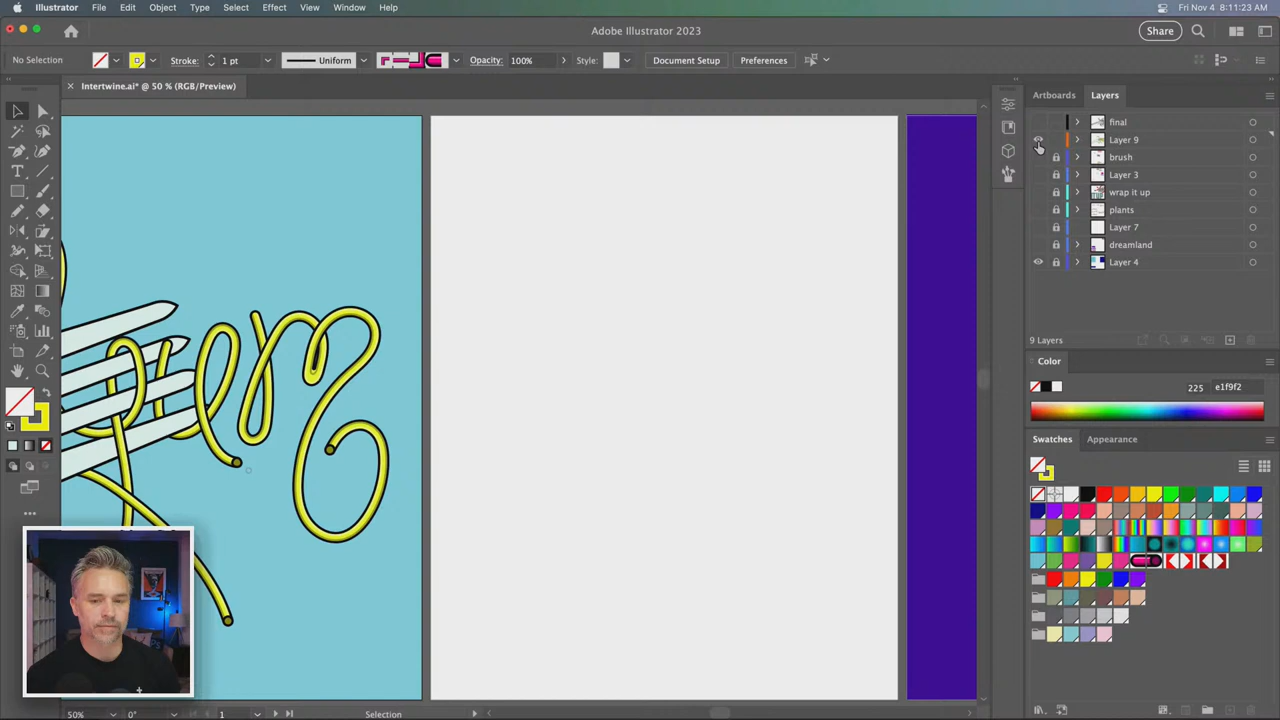 Illustrator File Edit Object Type Select Effect View Window Help
Fri Nov 4 8:11:23 AM
Adobe Illustrator 2023
Share
No Selection
Stroke: 1 pt
Uniform
Opacity: 100%
Style:
Document Setup
Preferences
Intertwine.ai* @ 50 % (RGB/Preview)
Artboards Layers
final
Layer 9
brush
Layer 3
wrap it up
plants
Layer 7
dreamland
Layer 4
9 Layers
Color
225 e1f9f2
Swatches Appearance
50% 0° 1 Selection